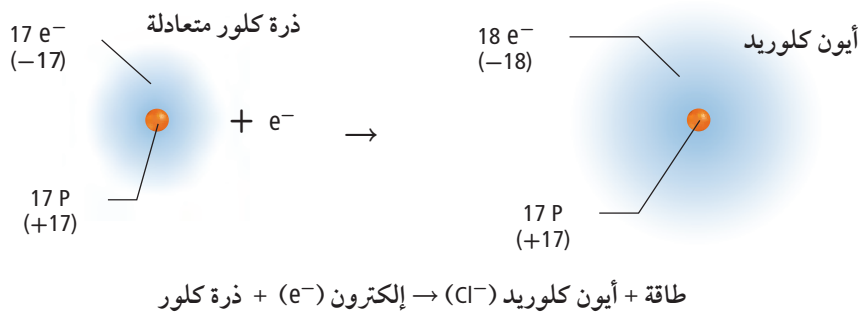 ذرة كلور متعادلة
17 e⁻
(−17)
17 P
(+17)
+ e⁻ →
أيون كلوريد
18 e⁻
(−18)
17 P
(+17)
ذرة كلور + إلكترون (e⁻) → أيون كلوريد (Cl⁻) + طاقة